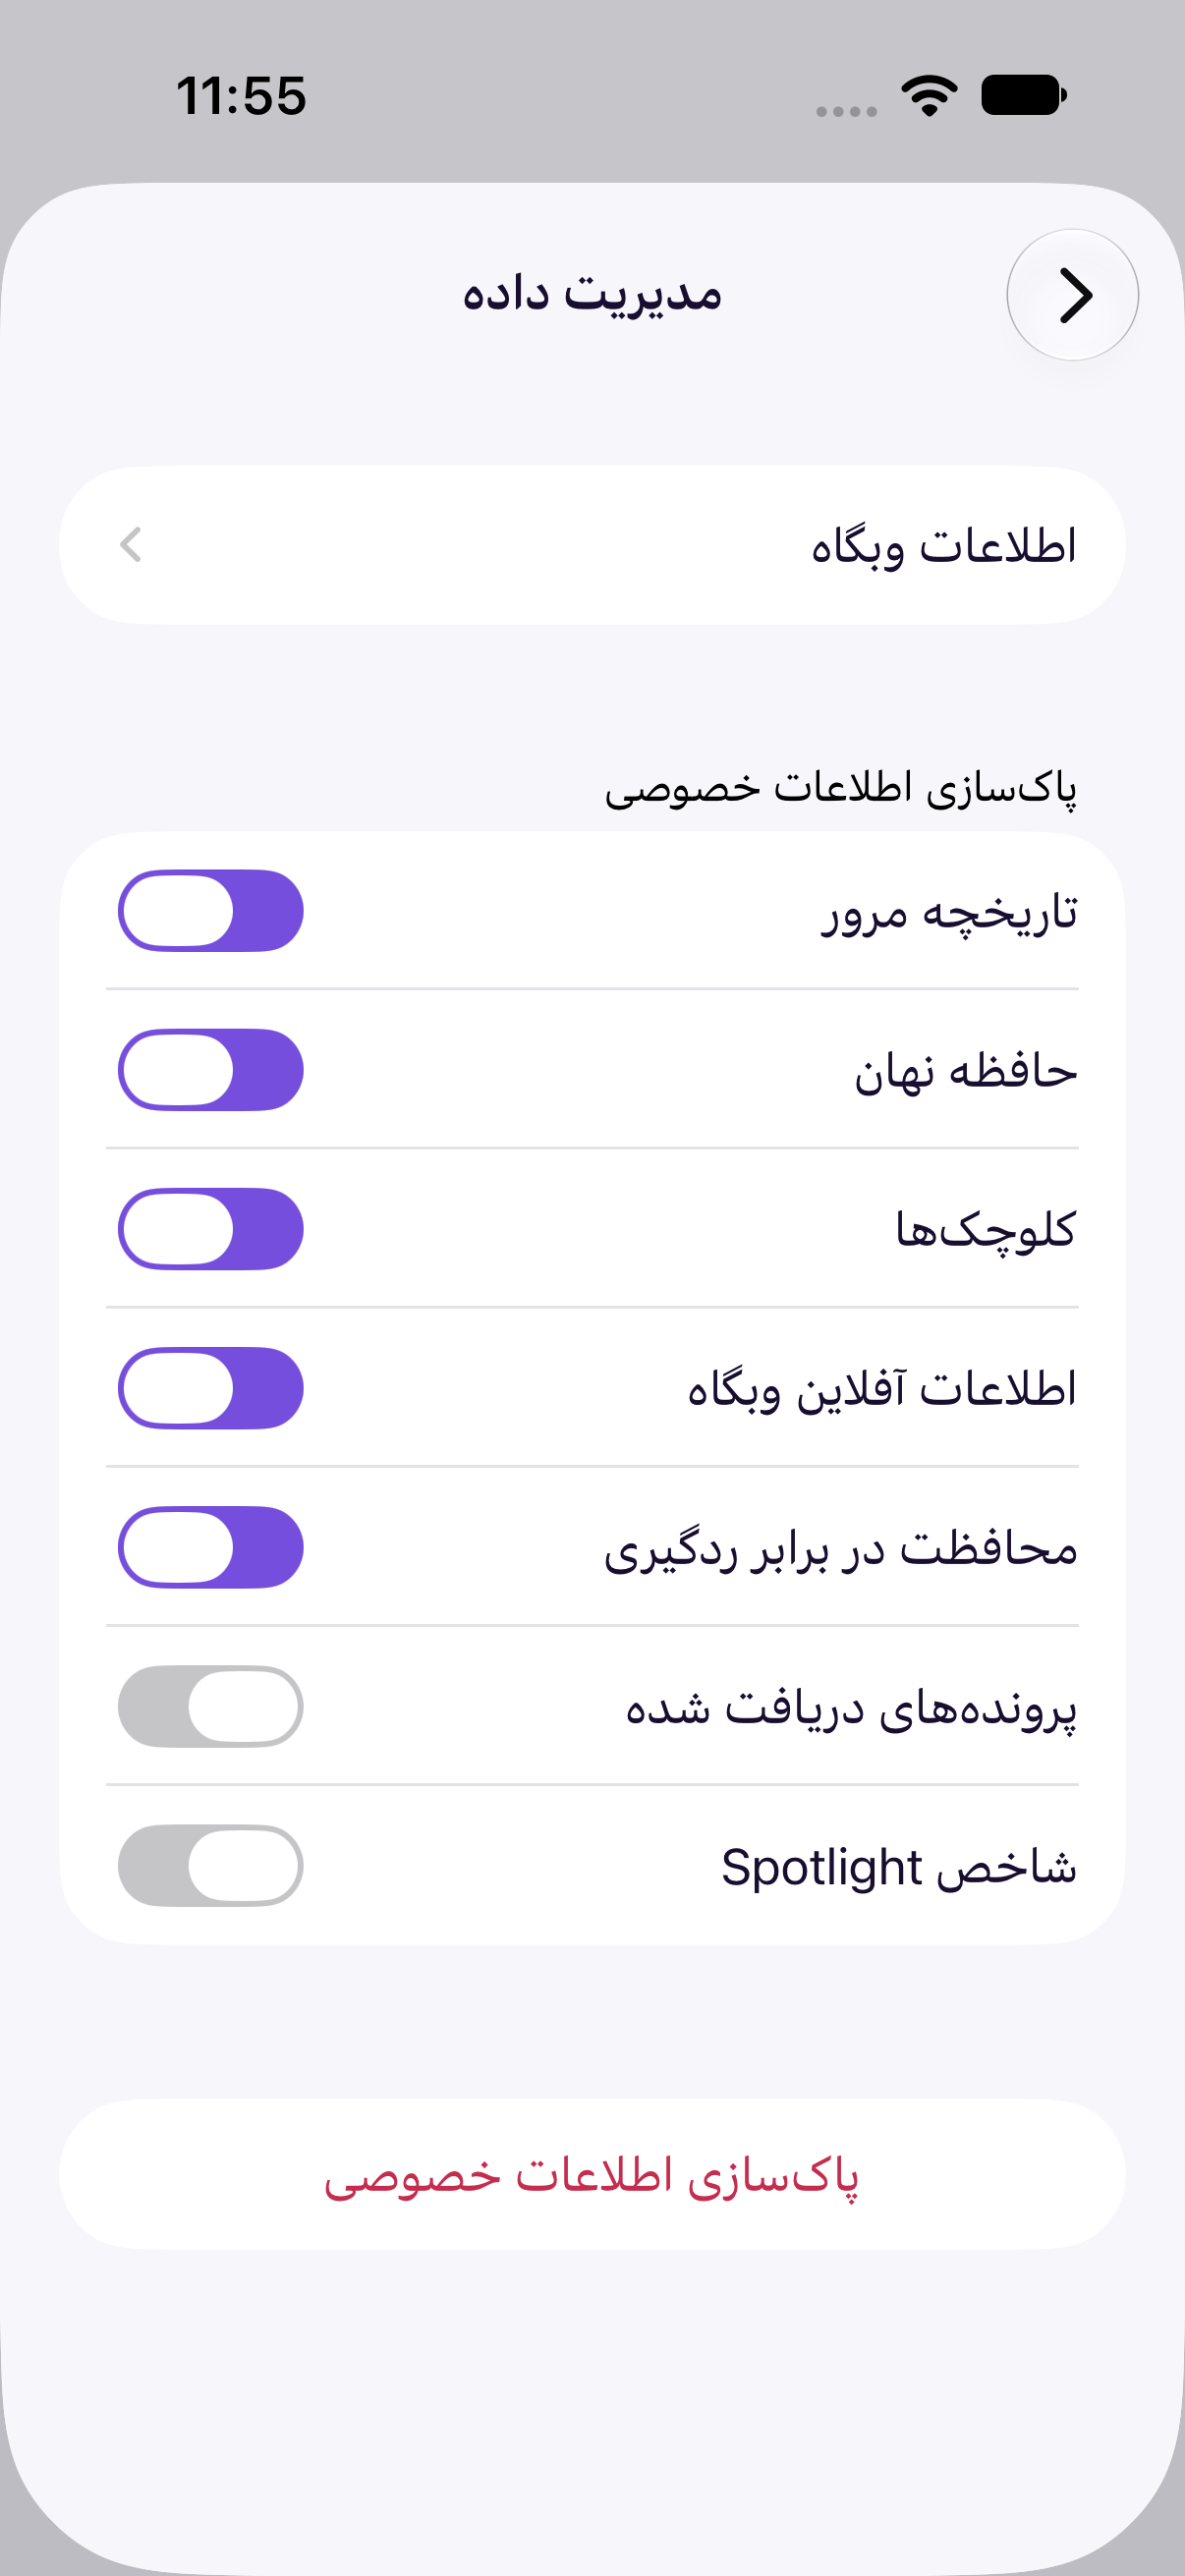 11:55
مدیریت داده
اطلاعات وبگاه
پاک‌سازی اطلاعات خصوصی
تاریخچه مرور
حافظه نهان
کلوچک‌ها
اطلاعات آفلاین وبگاه
محافظت در برابر ردگیری
پرونده‌های دریافت شده
شاخص Spotlight
پاک‌سازی اطلاعات خصوصی